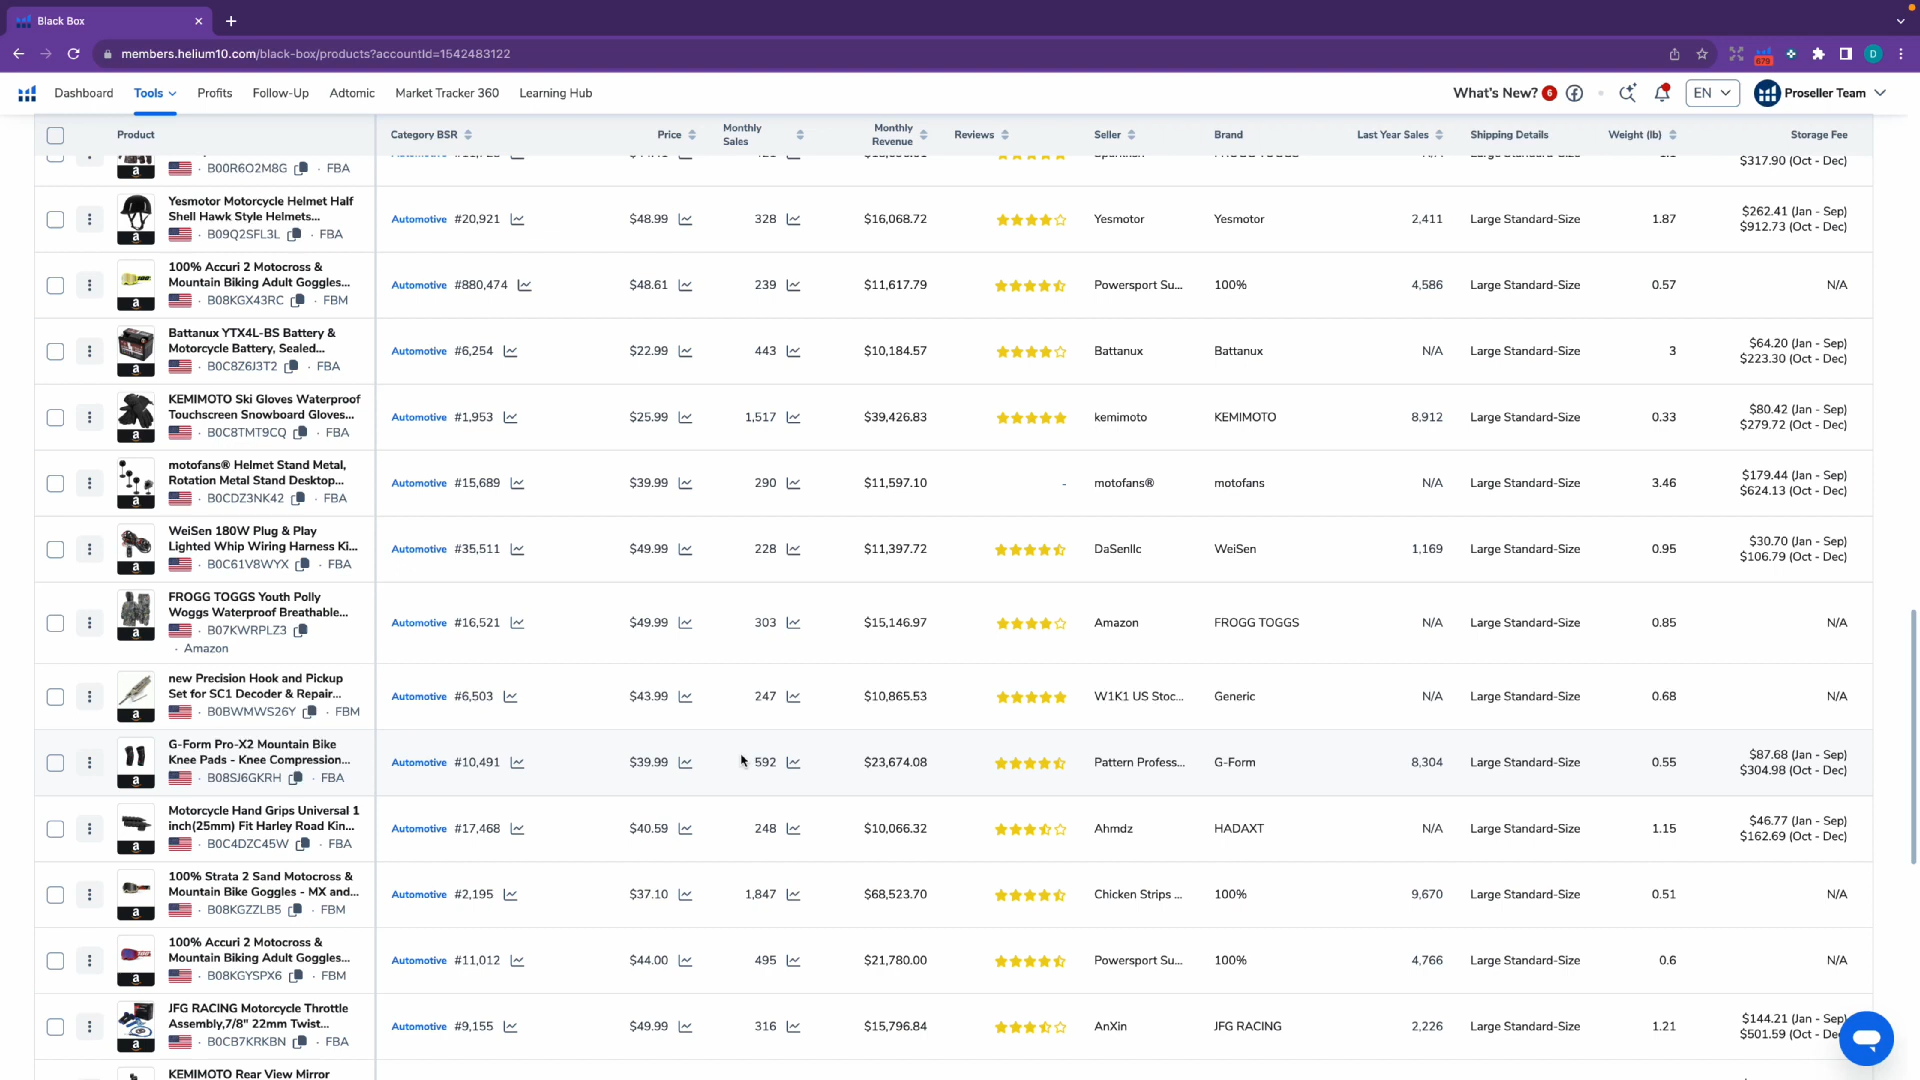 Black Box
members.helium10.com/black-box/products?accountId=1542483122
679
D
Dashboard Tools Profits Follow-Up Adtomic Market Tracker 360 Learning Hub What's New? 6 EN Proseller Team
Product Category BSR Price Monthly Sales Monthly Revenue Reviews Seller Brand Last Year Sales Shipping Details Weight (lb) Storage Fee
B00R6O2M8G · FBA $317.90 (Oct - Dec)
Yesmotor Motorcycle Helmet Half
Shell Hawk Style Helmets...
· B09Q2SFL3L · FBA
Automotive #20,921 $48.99 328 $16,068.72 Yesmotor Yesmotor 2,411 Large Standard-Size 1.87 $262.41 (Jan - Sep)
$912.73 (Oct - Dec)
100% Accuri 2 Motocross &
Mountain Biking Adult Goggles...
· B08KGX43RC · FBM
Automotive #880,474 $48.61 239 $11,617.79 Powersport Su... 100% 4,586 Large Standard-Size 0.57 N/A
Battanux YTX4L-BS Battery &
Motorcycle Battery, Sealed...
· B0C8Z6J3T2 · FBA
Automotive #6,254 $22.99 443 $10,184.57 Battanux Battanux N/A Large Standard-Size 3 $64.20 (Jan - Sep)
$223.30 (Oct - Dec)
KEMIMOTO Ski Gloves Waterproof
Touchscreen Snowboard Gloves...
· B0C8TMT9CQ · FBA
Automotive #1,953 $25.99 1,517 $39,426.83 kemimoto KEMIMOTO 8,912 Large Standard-Size 0.33 $80.42 (Jan - Sep)
$279.72 (Oct - Dec)
motofans® Helmet Stand Metal,
Rotation Metal Stand Desktop...
· B0CDZ3NK42 · FBA
Automotive #15,689 $39.99 290 $11,597.10 - motofans® motofans N/A Large Standard-Size 3.46 $179.44 (Jan - Sep)
$624.13 (Oct - Dec)
WeiSen 180W Plug & Play
Lighted Whip Wiring Harness Ki...
· B0C61V8WYX · FBA
Automotive #35,511 $49.99 228 $11,397.72 DaSenllc WeiSen 1,169 Large Standard-Size 0.95 $30.70 (Jan - Sep)
$106.79 (Oct - Dec)
FROGG TOGGS Youth Polly
Woggs Waterproof Breathable...
· B07KWRPLZ3
· Amazon
Automotive #16,521 $49.99 303 $15,146.97 Amazon FROGG TOGGS N/A Large Standard-Size 0.85 N/A
new Precision Hook and Pickup
Set for SC1 Decoder & Repair...
· B0BWMWS26Y · FBM
Automotive #6,503 $43.99 247 $10,865.53 W1K1 US Stoc... Generic N/A Large Standard-Size 0.68 N/A
G-Form Pro-X2 Mountain Bike
Knee Pads - Knee Compression...
· B08SJ6GKRH · FBA
Automotive #10,491 $39.99 592 $23,674.08 Pattern Profess... G-Form 8,304 Large Standard-Size 0.55 $87.68 (Jan - Sep)
$304.98 (Oct - Dec)
Motorcycle Hand Grips Universal 1
inch(25mm) Fit Harley Road Kin...
· B0C4DZC45W · FBA
Automotive #17,468 $40.59 248 $10,066.32 Ahmdz HADAXT N/A Large Standard-Size 1.15 $46.77 (Jan - Sep)
$162.69 (Oct - Dec)
100% Strata 2 Sand Motocross &
Mountain Bike Goggles - MX and...
· B08KGZZLB5 · FBM
Automotive #2,195 $37.10 1,847 $68,523.70 Chicken Strips ... 100% 9,670 Large Standard-Size 0.51 N/A
100% Accuri 2 Motocross &
Mountain Biking Adult Goggles...
· B08KGYSPX6 · FBM
Automotive #11,012 $44.00 495 $21,780.00 Powersport Su... 100% 4,766 Large Standard-Size 0.6 N/A
JFG RACING Motorcycle Throttle
Assembly,7/8" 22mm Twist...
· B0CB7KRKBN · FBA
Automotive #9,155 $49.99 316 $15,796.84 AnXin JFG RACING 2,226 Large Standard-Size 1.21 $144.21 (Jan - Sep)
$501.59 (Oct - De
KEMIMOTO Rear View Mirror